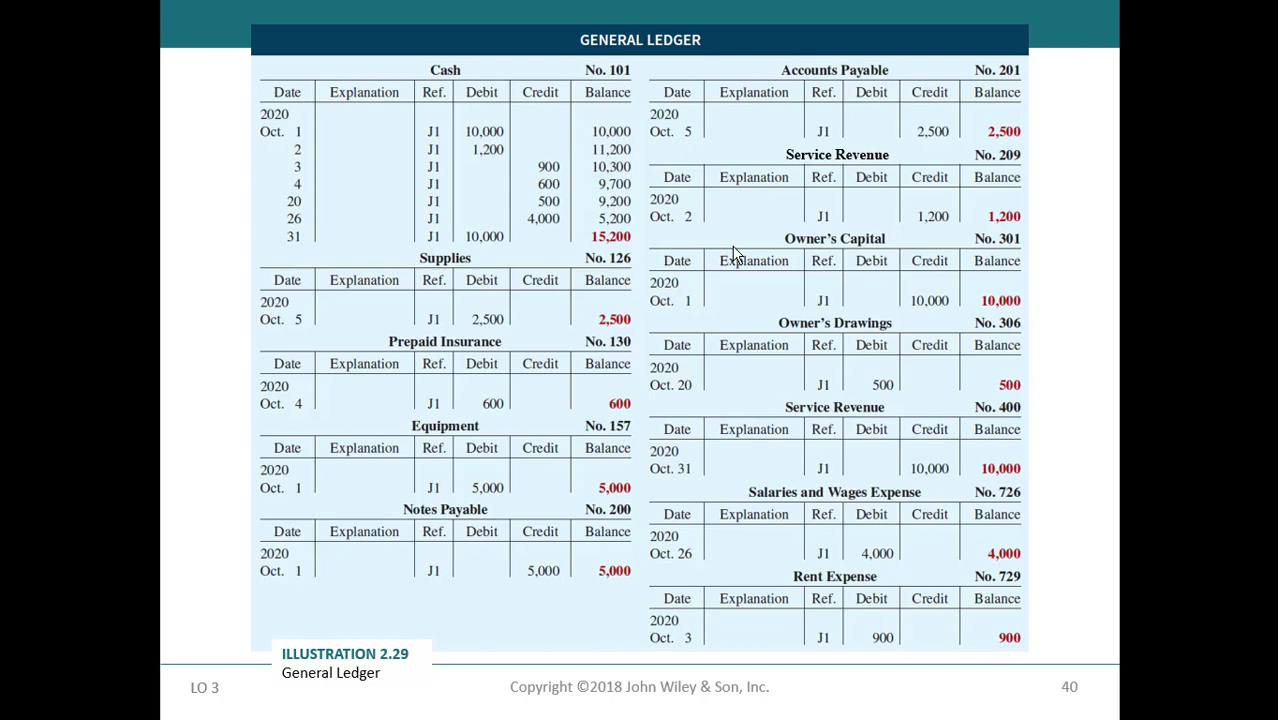 GENERAL LEDGER
Cash No. 101
Date Explanation Ref. Debit Credit Balance
2020
Oct. 1 J1 10,000 10,000
2 J1 1,200 11,200
3 J1 900 10,300
4 J1 600 9,700
20 J1 500 9,200
26 J1 4,000 5,200
31 J1 10,000 15,200
Supplies No. 126
Date Explanation Ref. Debit Credit Balance
2020
Oct. 5 J1 2,500 2,500
Prepaid Insurance No. 130
Date Explanation Ref. Debit Credit Balance
2020
Oct. 4 J1 600 600
Equipment No. 157
Date Explanation Ref. Debit Credit Balance
2020
Oct. 1 J1 5,000 5,000
Notes Payable No. 200
Date Explanation Ref. Debit Credit Balance
2020
Oct. 1 J1 5,000 5,000
Accounts Payable No. 201
Date Explanation Ref. Debit Credit Balance
2020
Oct. 5 J1 2,500 2,500
Service Revenue No. 209
Date Explanation Ref. Debit Credit Balance
2020
Oct. 2 J1 1,200 1,200
Owner's Capital No. 301
Date Explanation Ref. Debit Credit Balance
2020
Oct. 1 J1 10,000 10,000
Owner's Drawings No. 306
Date Explanation Ref. Debit Credit Balance
2020
Oct. 20 J1 500 500
Service Revenue No. 400
Date Explanation Ref. Debit Credit Balance
2020
Oct. 31 J1 10,000 10,000
Salaries and Wages Expense No. 726
Date Explanation Ref. Debit Credit Balance
2020
Oct. 26 J1 4,000 4,000
Rent Expense No. 729
Date Explanation Ref. Debit Credit Balance
2020
Oct. 3 J1 900 900
ILLUSTRATION 2.29
General Ledger
LO 3 Copyright ©2018 John Wiley & Son, Inc. 40